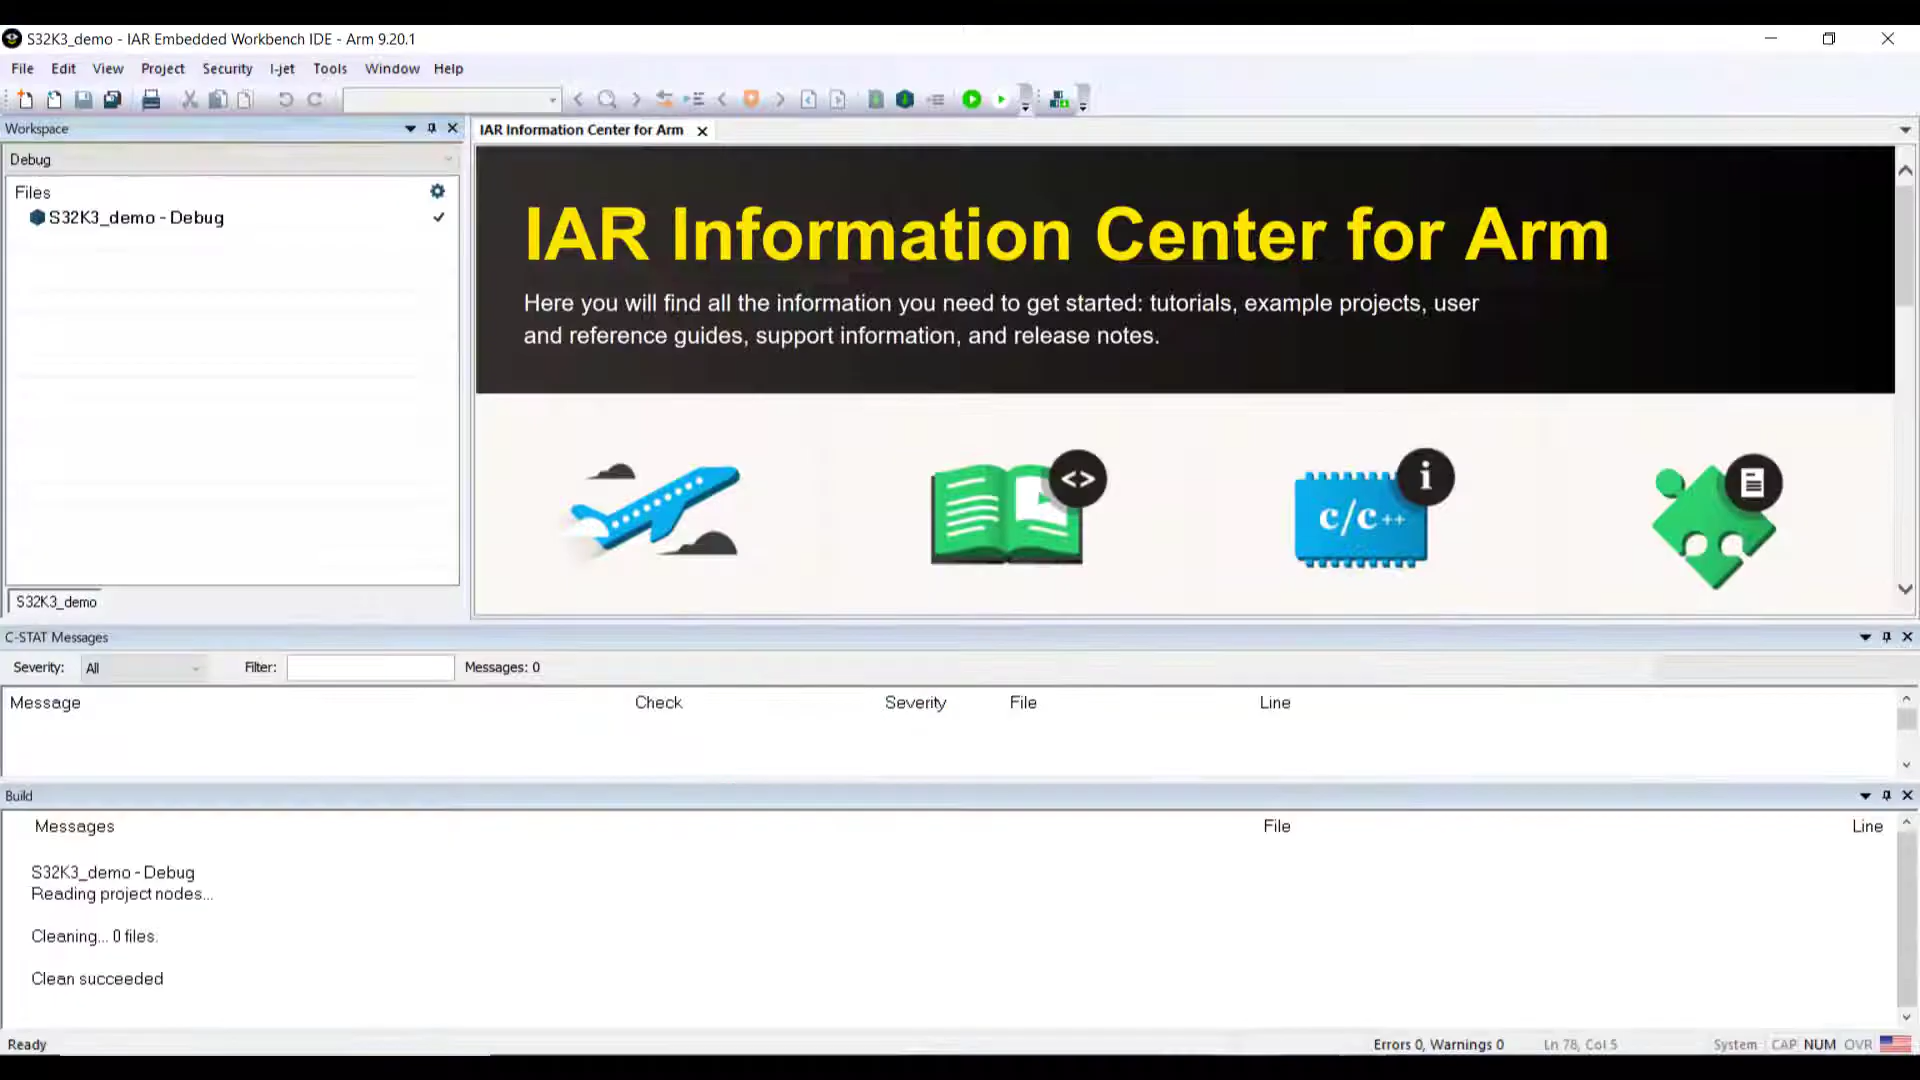 S32K3_demo - IAR Embedded Workbench IDE - Arm 9.20.1
File Edit View Project Security I-jet Tools Window Help
Workspace
IAR Information Center for Arm
Debug
Files
S32K3_demo - Debug
S32K3_demo
IAR Information Center for Arm
Here you will find all the information you need to get started: tutorials, example projects, user
and reference guides, support information, and release notes.
<>
c/c++
i
C-STAT Messages
Severity: All Filter: Messages: 0
Message Check Severity File Line
Build
Messages File Line
S32K3_demo - Debug
Reading project nodes...
Cleaning... 0 files.
Clean succeeded
Ready Errors 0, Warnings 0 Ln 78, Col 5 System CAP NUM OVR